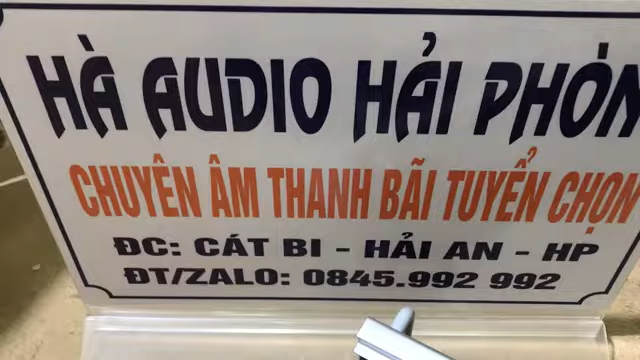 HÀ AUDIO HẢI PHÒN
CHUYÊN ÂM THANH BÃI TUYỂN CHỌN
ĐC: CÁT BI - HẢI AN - HP
ĐT/ZALO: 0845.992 992